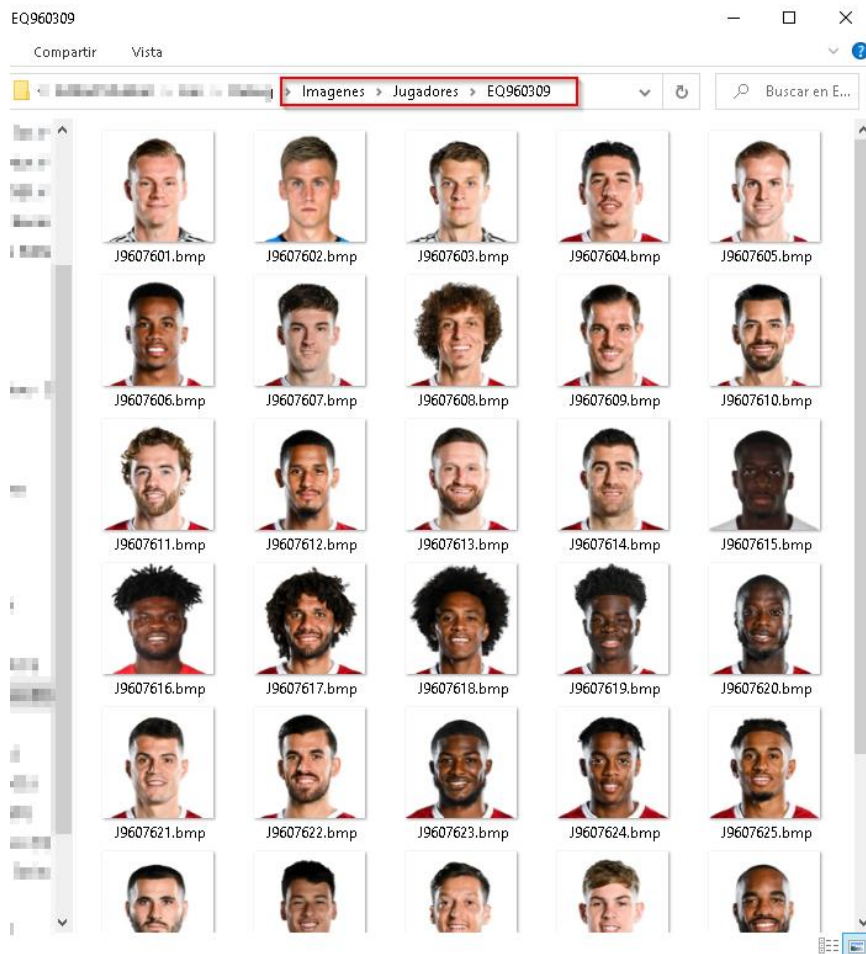 EQ960309
Compartir Vista
Imagenes > Jugadores > EQ960309
Buscar en E...
J9607601.bmp J9607602.bmp J9607603.bmp J9607604.bmp J9607605.bmp
J9607606.bmp J9607607.bmp J9607608.bmp J9607609.bmp J9607610.bmp
J9607611.bmp J9607612.bmp J9607613.bmp J9607614.bmp J9607615.bmp
J9607616.bmp J9607617.bmp J9607618.bmp J9607619.bmp J9607620.bmp
J9607621.bmp J9607622.bmp J9607623.bmp J9607624.bmp J9607625.bmp